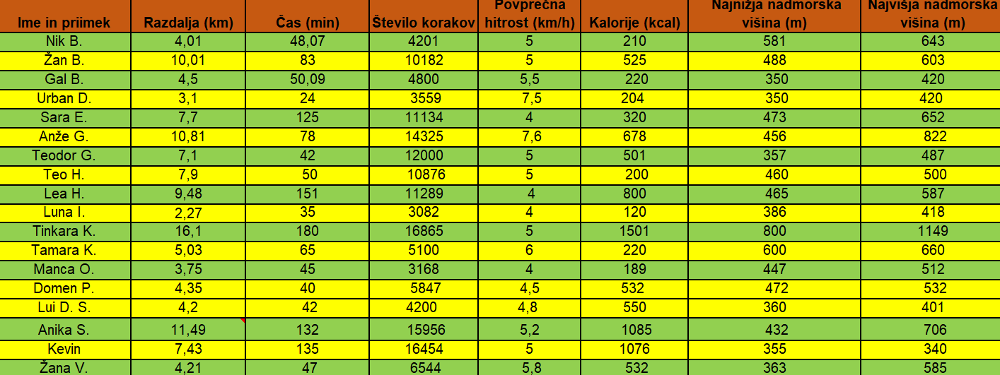 Ime in priimek Razdalja (km) Čas (min) Število korakov Povprečna hitrost (km/h) Kalorije (kcal) Najnižja nadmorska višina (m) Najvišja nadmorska višina (m)
Nik B. 4,01 48,07 4201 5 210 581 643
Žan B. 10,01 83 10182 5 525 488 603
Gal B. 4,5 50,09 4800 5,5 220 350 420
Urban D. 3,1 24 3559 7,5 204 350 420
Sara E. 7,7 125 11134 4 320 473 652
Anže G. 10,81 78 14325 7,6 678 456 822
Teodor G. 7,1 42 12000 5 501 357 487
Teo H. 7,9 50 10876 5 200 460 500
Lea H. 9,48 151 11289 4 800 465 587
Luna I. 2,27 35 3082 4 120 386 418
Tinkara K. 16,1 180 16865 5 1501 800 1149
Tamara K. 5,03 65 5100 6 220 600 660
Manca O. 3,75 45 3168 4 189 447 512
Domen P. 4,35 40 5847 4,5 532 472 532
Lui D. S. 4,2 42 4200 4,8 550 360 401
Anika S. 11,49 132 15956 5,2 1085 432 706
Kevin 7,43 135 16454 5 1076 355 340
Žana V. 4,21 47 6544 5,8 532 363 585